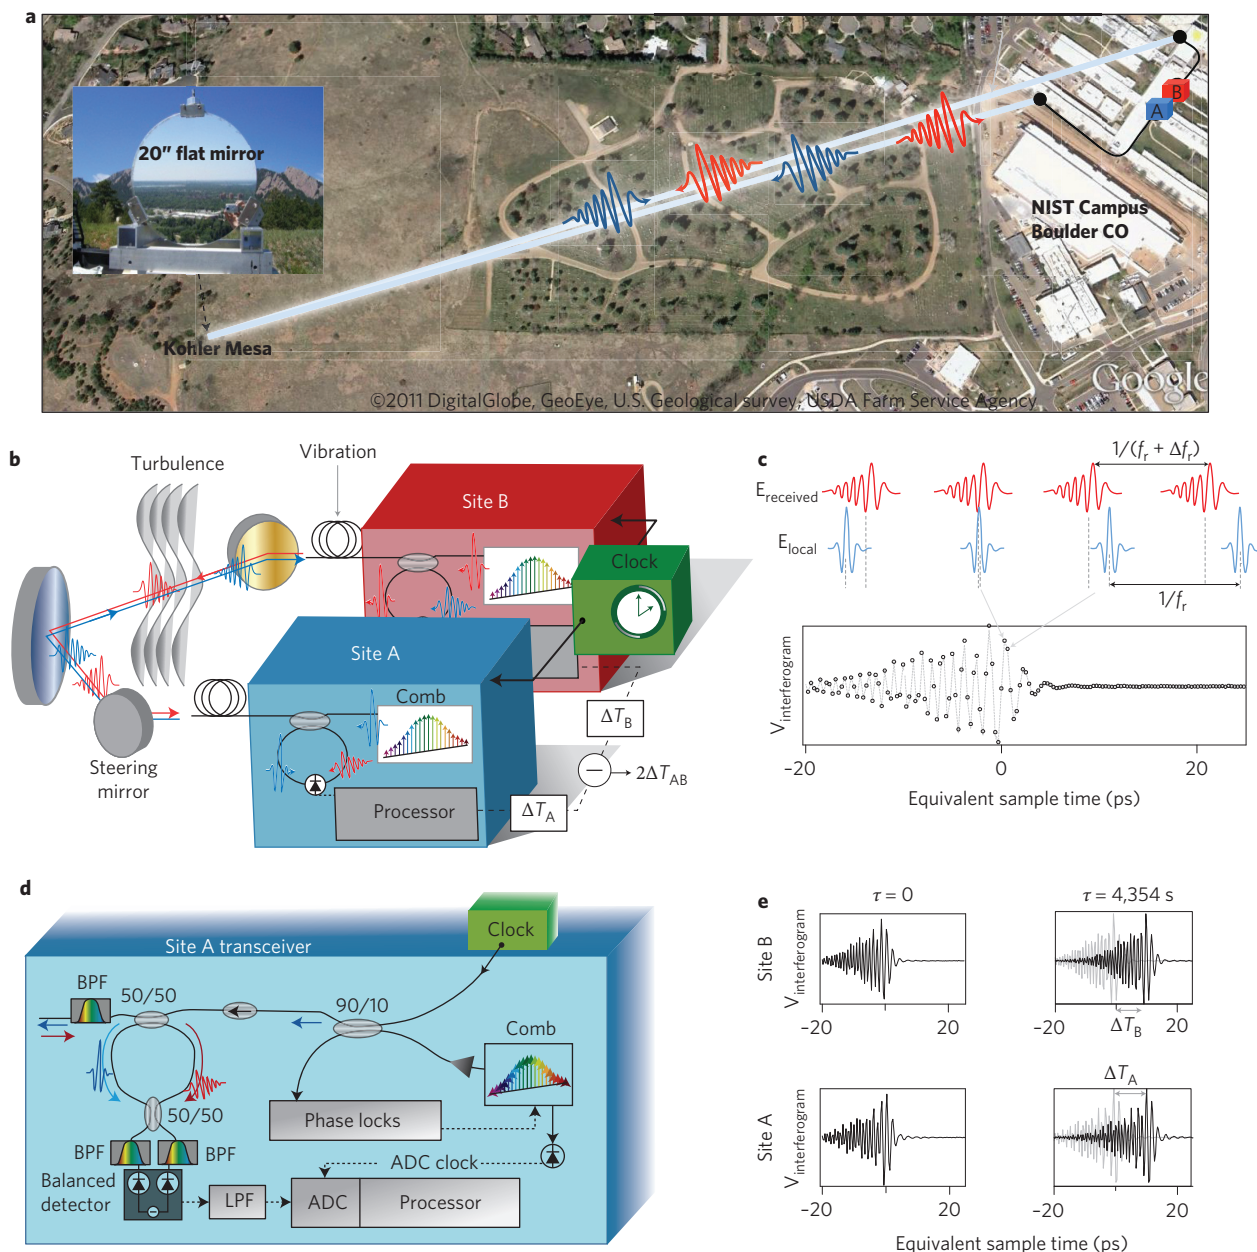 a
20″ flat mirror
B
A
NIST Campus
Boulder CO
Kohler Mesa
Google
©2011 DigitalGlobe, GeoEye, U.S. Geological survey, USDA Farm Service Agency
b
Turbulence
Vibration
Site B
Clock
Site A
Comb
Processor
ΔT_B
ΔT_A
2ΔT_AB
Steering
mirror
c
1/(f_r + Δf_r)
E_received
E_local
1/f_r
V_interferogram
−20
0
20
Equivalent sample time (ps)
d
Clock
Site A transceiver
BPF
50/50
90/10
Comb
50/50
Phase locks
BPF
BPF
ADC clock
Balanced
detector
LPF
ADC
Processor
e
τ = 0
τ = 4,354 s
Site B
V_interferogram
−20
20
−20
ΔT_B
20
Site A
V_interferogram
ΔT_A
−20
20
−20
20
Equivalent sample time (ps)